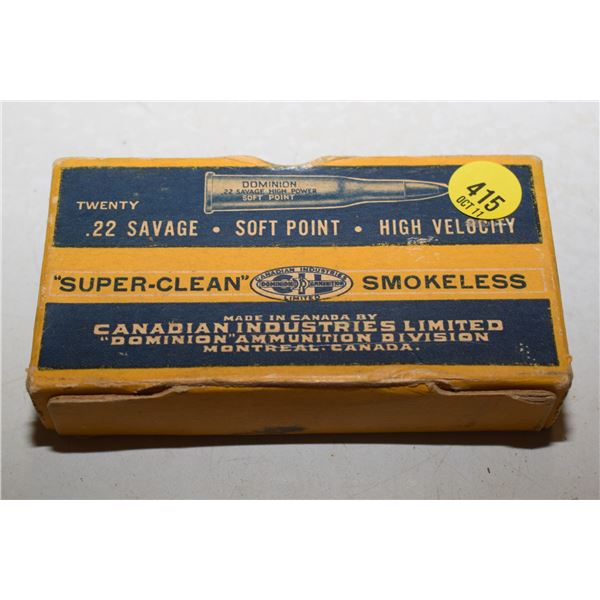 DOMINION
.22 SAVAGE HIGH POWER
SOFT POINT
TWENTY
.22 SAVAGE • SOFT POINT • HIGH VELOCITY
415
OCT 11
"SUPER-CLEAN"
CANADIAN INDUSTRIES
DOMINION AMMUNITION
CIL
LIMITED
SMOKELESS
MADE IN CANADA BY
CANADIAN INDUSTRIES LIMITED
"DOMINION" AMMUNITION DIVISION
MONTREAL, CANADA.